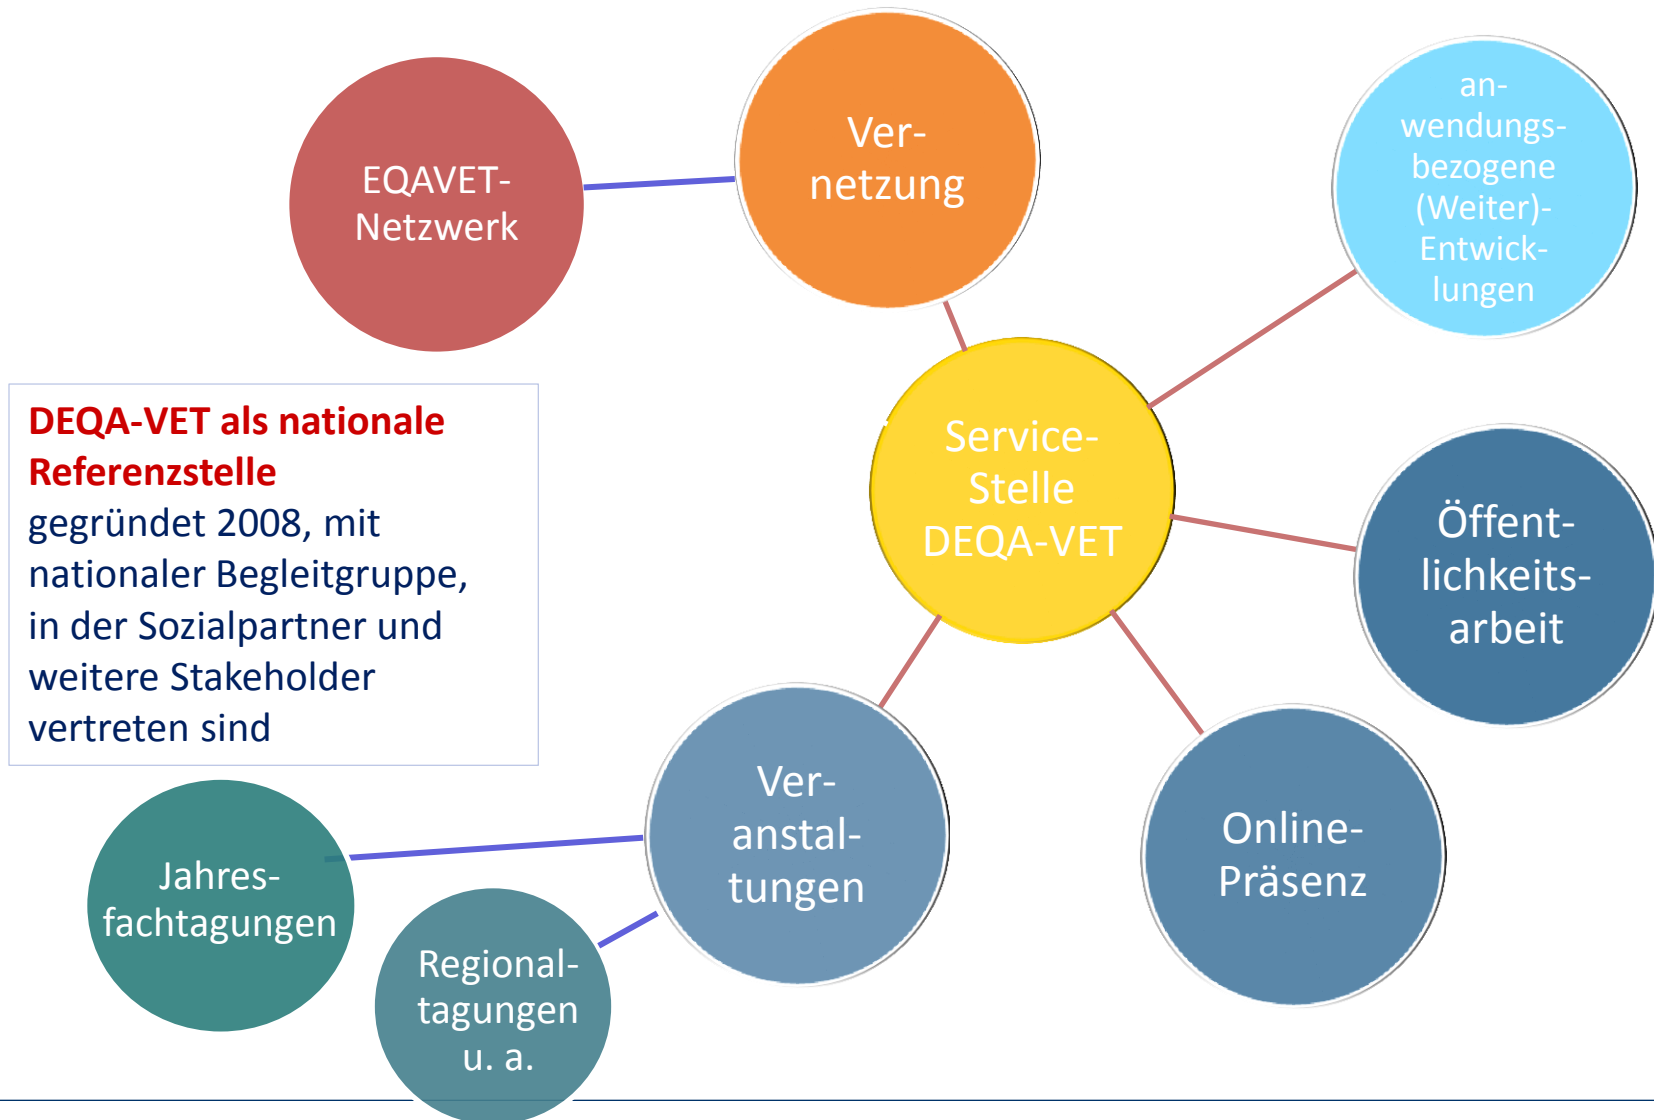 EQAVET-
Netzwerk
Ver-
netzung
an-
wendungs-
bezogene
(Weiter)-
Entwick-
lungen
DEQA-VET als nationale
Referenzstelle
gegründet 2008, mit
nationaler Begleitgruppe,
in der Sozialpartner und
weitere Stakeholder
vertreten sind
Service-
Stelle
DEQA-VET
Öffent-
lichkeits-
arbeit
Ver-
anstal-
tungen
Online-
Präsenz
Jahres-
fachtagungen
Regional-
tagungen
u. a.